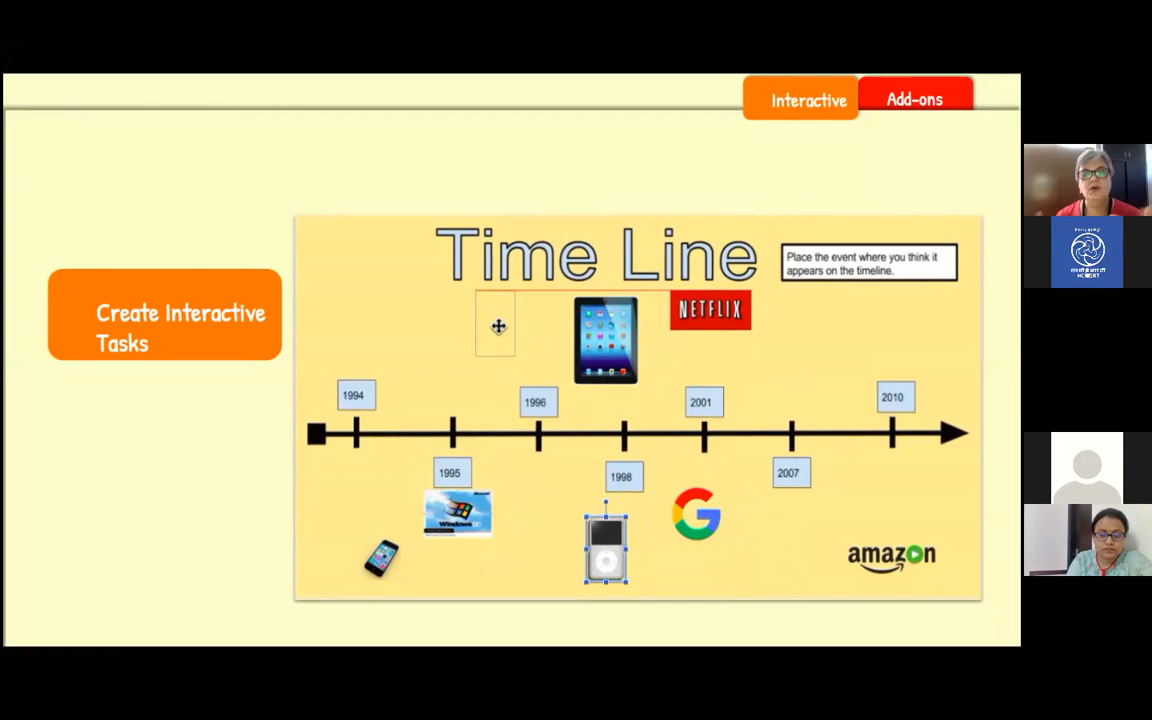 Interactive
Add-ons
Time Line
Place the event where you think it
appears on the timeline.
Create Interactive
Tasks
NETFLIX
1994
1996
2001
2010
1995
1998
2007
Windows
G
amazon